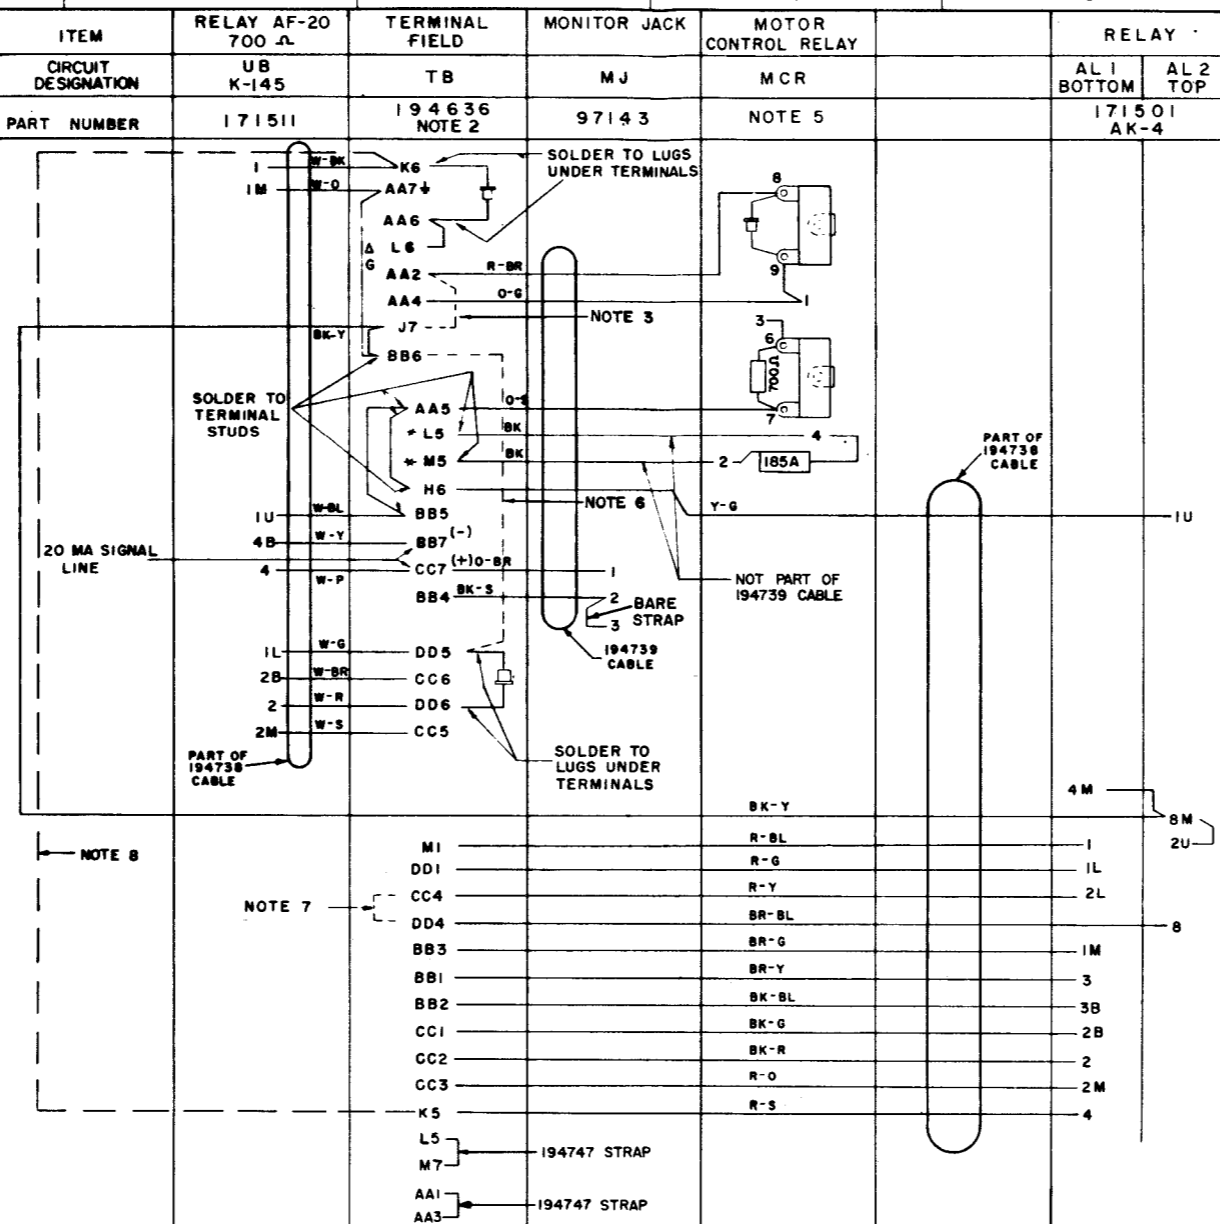 ITEM
RELAY AF-20
700 Ω
TERMINAL
FIELD
MONITOR JACK
MOTOR
CONTROL RELAY
RELAY
CIRCUIT
DESIGNATION
UB
K-145
TB
MJ
MCR
AL 1
BOTTOM
AL 2
TOP
PART NUMBER
171511
194636
NOTE 2
97143
NOTE 5
171501
AK-4
1 W-BK K6
SOLDER TO LUGS
UNDER TERMINALS
1M W-O AA7
8
AA6
Δ L6
G
9
AA2 R-BR
AA4 O-G 1
NOTE 3
BK-Y J7
3
6
BB6
700Ω
SOLDER TO
TERMINAL
STUDS
AA5 O-S
7
* L5 BK 4
PART OF
194738
CABLE
* M5 BK 2 185A
H6
NOTE 6
Y-G
1U W-BL BB5
1U
4B W-Y BB7 (-)
20 MA SIGNAL
LINE
4 W-P CC7 (+) O-BR 1
NOT PART OF
194739 CABLE
BB4 BK-S 2
BARE
STRAP
3
194739
CABLE
1L W-G DD5
2B W-BR CC6
2 W-R DD6
2M W-S CC5
PART OF
194738
CABLE
SOLDER TO
LUGS UNDER
TERMINALS
4M
BK-Y 8M
2U
NOTE 8
M1 R-BL 1
DD1 R-G 1L
CC4 R-Y 2L
NOTE 7
DD4 BR-BL 8
BB3 BR-G 1M
BB1 BR-Y 3
BB2 BK-BL 3B
CC1 BK-G 2B
CC2 BK-R 2
CC3 R-O 2M
K5 R-S 4
L5
194747 STRAP
M7
AA1
194747 STRAP
AA3